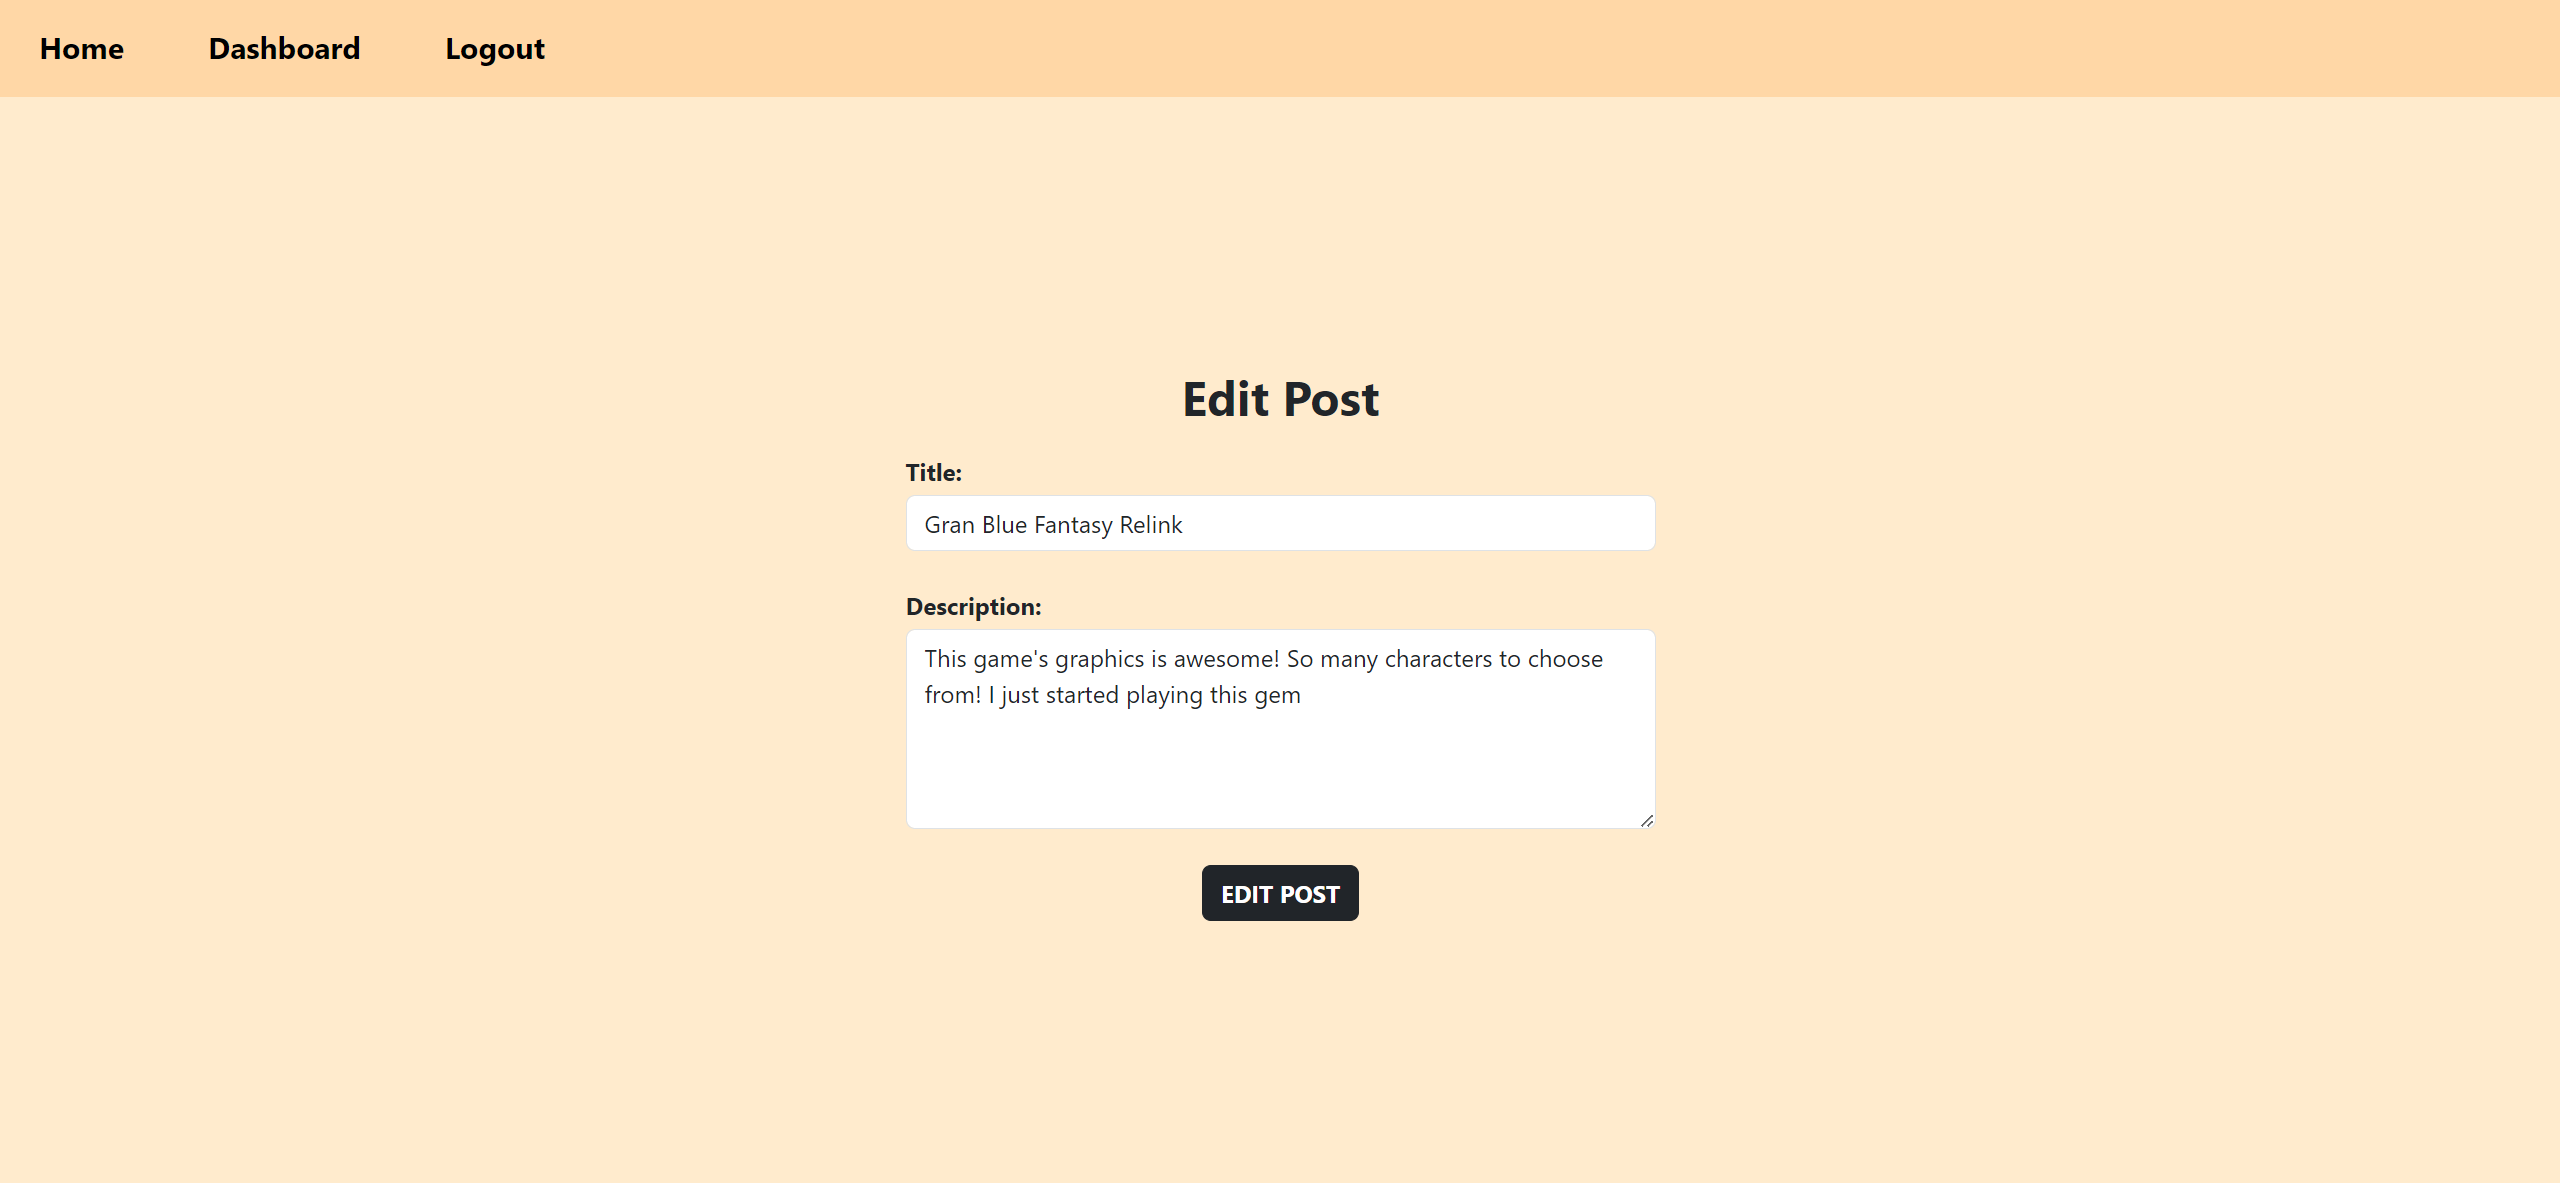 Home Dashboard Logout
Edit Post
Title:
Gran Blue Fantasy Relink
Description:
This game's graphics is awesome! So many characters to choose
from! I just started playing this gem
EDIT POST